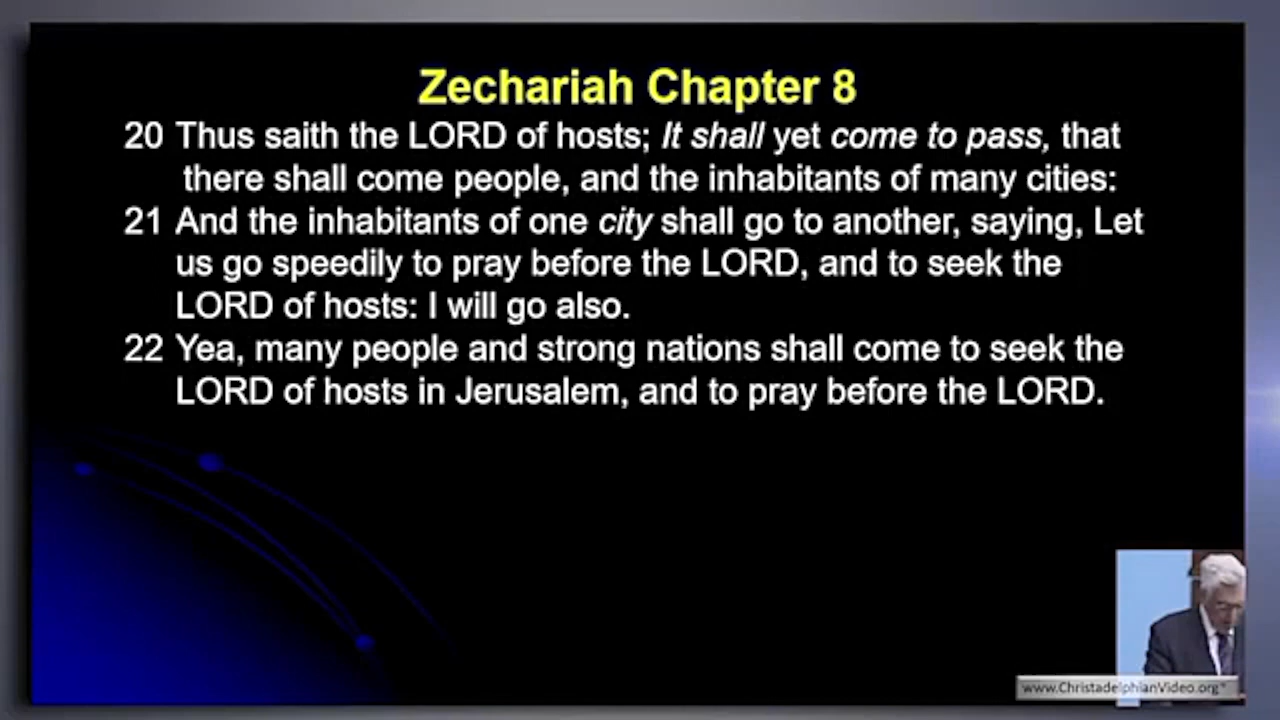 Zechariah Chapter 8
20 Thus saith the LORD of hosts; It shall yet come to pass, that
there shall come people, and the inhabitants of many cities:
21 And the inhabitants of one city shall go to another, saying, Let
us go speedily to pray before the LORD, and to seek the
LORD of hosts: I will go also.
22 Yea, many people and strong nations shall come to seek the
LORD of hosts in Jerusalem, and to pray before the LORD.
www.ChristadelphianVideo.org